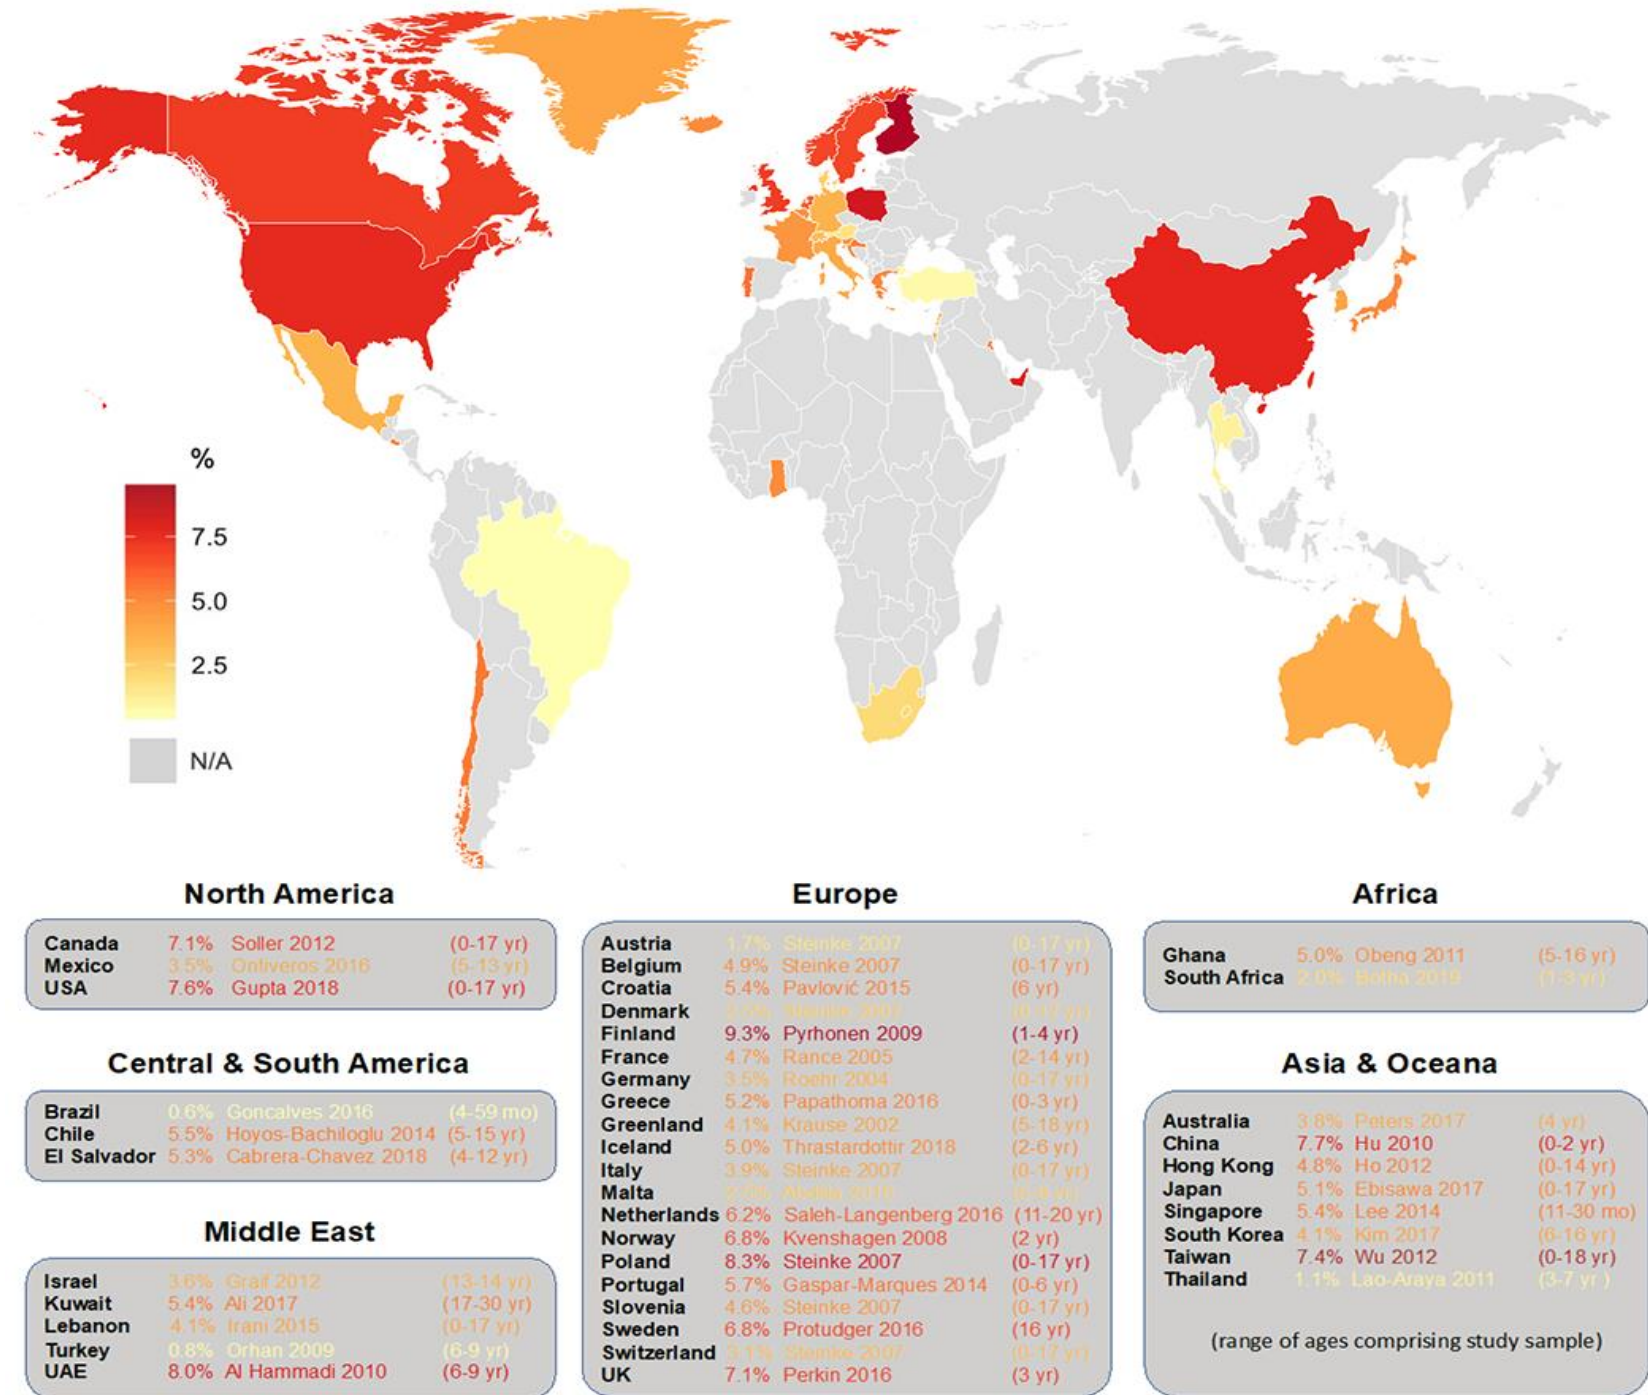 %
7.5
5.0
2.5
N/A
North America
Canada 7.1% Soller 2012 (0-17 yr)
Mexico 3.5% Ontiveros 2016 (5-13 yr)
USA 7.6% Gupta 2018 (0-17 yr)
Central & South America
Brazil 0.6% Goncalves 2016 (4-59 mo)
Chile 5.5% Hoyos-Bachiloglu 2014 (5-15 yr)
El Salvador 5.3% Cabrera-Chavez 2018 (4-12 yr)
Middle East
Israel 3.6% Graif 2012 (13-14 yr)
Kuwait 5.4% Ali 2017 (17-30 yr)
Lebanon 4.1% Irani 2015 (0-17 yr)
Turkey 0.8% Orhan 2009 (6-9 yr)
UAE 8.0% Al Hammadi 2010 (6-9 yr)
Europe
Austria 1.7% Steinke 2007 (0-17 yr)
Belgium 4.9% Steinke 2007 (0-17 yr)
Croatia 5.4% Pavlović 2015 (6 yr)
Denmark
Finland 9.3% Pyrhonen 2009 (1-4 yr)
France 4.7% Rance 2005 (2-14 yr)
Germany 3.5% Roehr 2004 (0-17 yr)
Greece 5.2% Papathoma 2016 (0-3 yr)
Greenland 4.1% Krause 2002 (5-18 yr)
Iceland 5.0% Thrastardottir 2018 (2-6 yr)
Italy 3.9% Steinke 2007 (0-17 yr)
Malta
Netherlands 6.2% Saleh-Langenberg 2016 (11-20 yr)
Norway 6.8% Kvenshagen 2008 (2 yr)
Poland 8.3% Steinke 2007 (0-17 yr)
Portugal 5.7% Gaspar-Marques 2014 (0-6 yr)
Slovenia 4.6% Steinke 2007 (0-17 yr)
Sweden 6.8% Protudger 2016 (16 yr)
Switzerland 3.1% Steinke 2007 (0-17 yr)
UK 7.1% Perkin 2016 (3 yr)
Africa
Ghana 5.0% Obeng 2011 (5-16 yr)
South Africa 2.0% Botha 2019 (1-3 yr)
Asia & Oceana
Australia 3.8% Peters 2017 (4 yr)
China 7.7% Hu 2010 (0-2 yr)
Hong Kong 4.8% Ho 2012 (0-14 yr)
Japan 5.1% Ebisawa 2017 (0-17 yr)
Singapore 5.4% Lee 2014 (11-30 mo)
South Korea 4.1% Kim 2017 (6-16 yr)
Taiwan 7.4% Wu 2012 (0-18 yr)
Thailand 1.1% Lao-Araya 2011 (3-7 yr )
(range of ages comprising study sample)